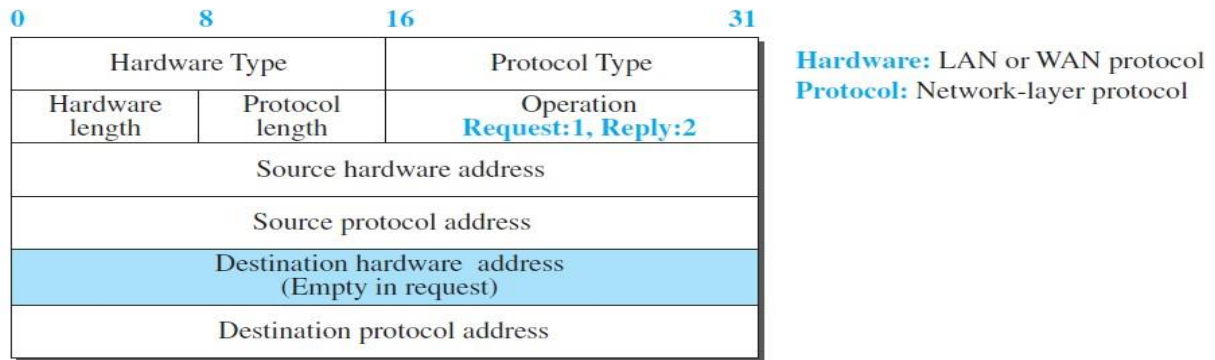 0 8 16 31
Hardware Type Protocol Type
Hardware length Protocol length Operation
Request:1, Reply:2
Source hardware address
Source protocol address
Destination hardware address
(Empty in request)
Destination protocol address
Hardware: LAN or WAN protocol
Protocol: Network-layer protocol